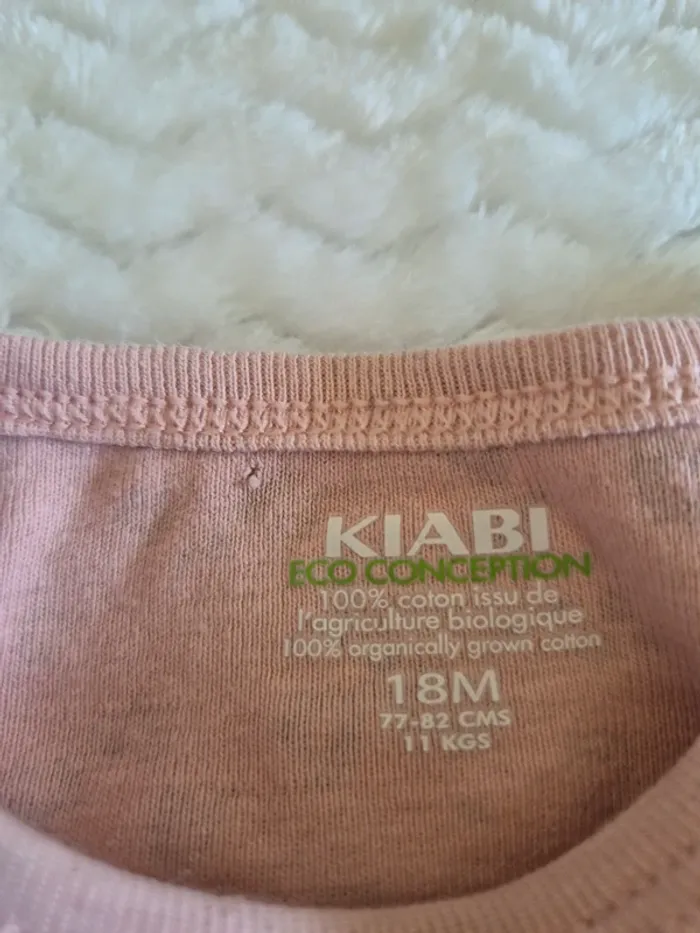 KIABI
ECO CONCEPTION
100% coton issu de
l'agriculture biologique
100% organically grown cotton
18M
77-82 CMS
11 KGS